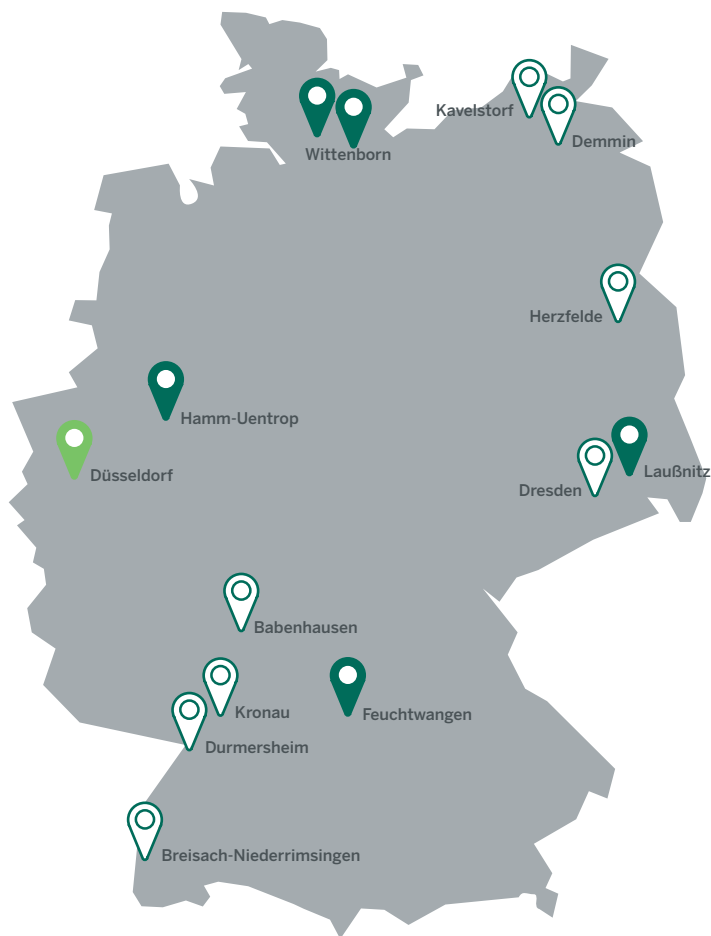 Kavelstorf
Demmin
Wittenborn
Herzfelde
Hamm-Uentrop
Düsseldorf
Laußnitz
Dresden
Babenhausen
Kronau
Feuchtwangen
Durmersheim
Breisach-Niederrimsingen